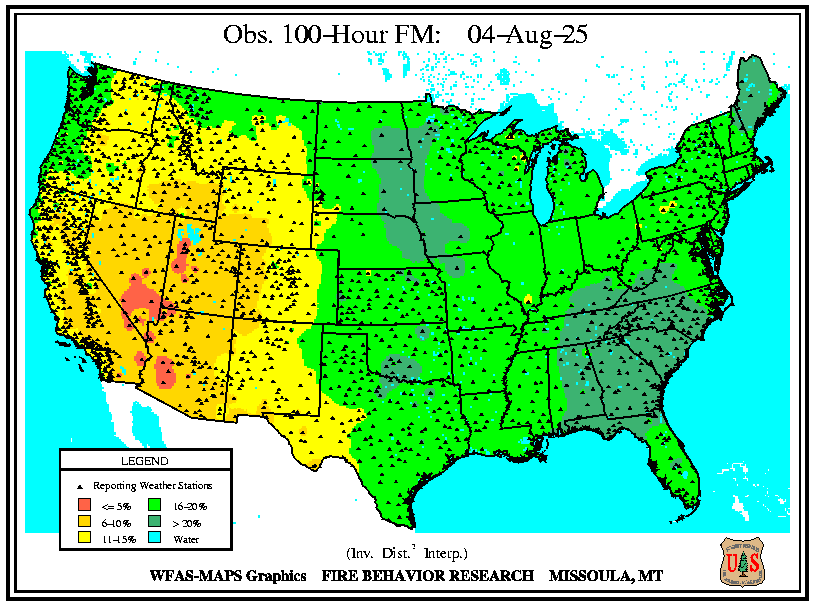 Obs. 100-Hour FM: 04-Aug-25
LEGEND
Reporting Weather Stations
<= 5% 16-20%
6-10% > 20%
11-15% Water
(Inv. Dist.² Interp.)
WFAS-MAPS Graphics FIRE BEHAVIOR RESEARCH MISSOULA, MT
U S